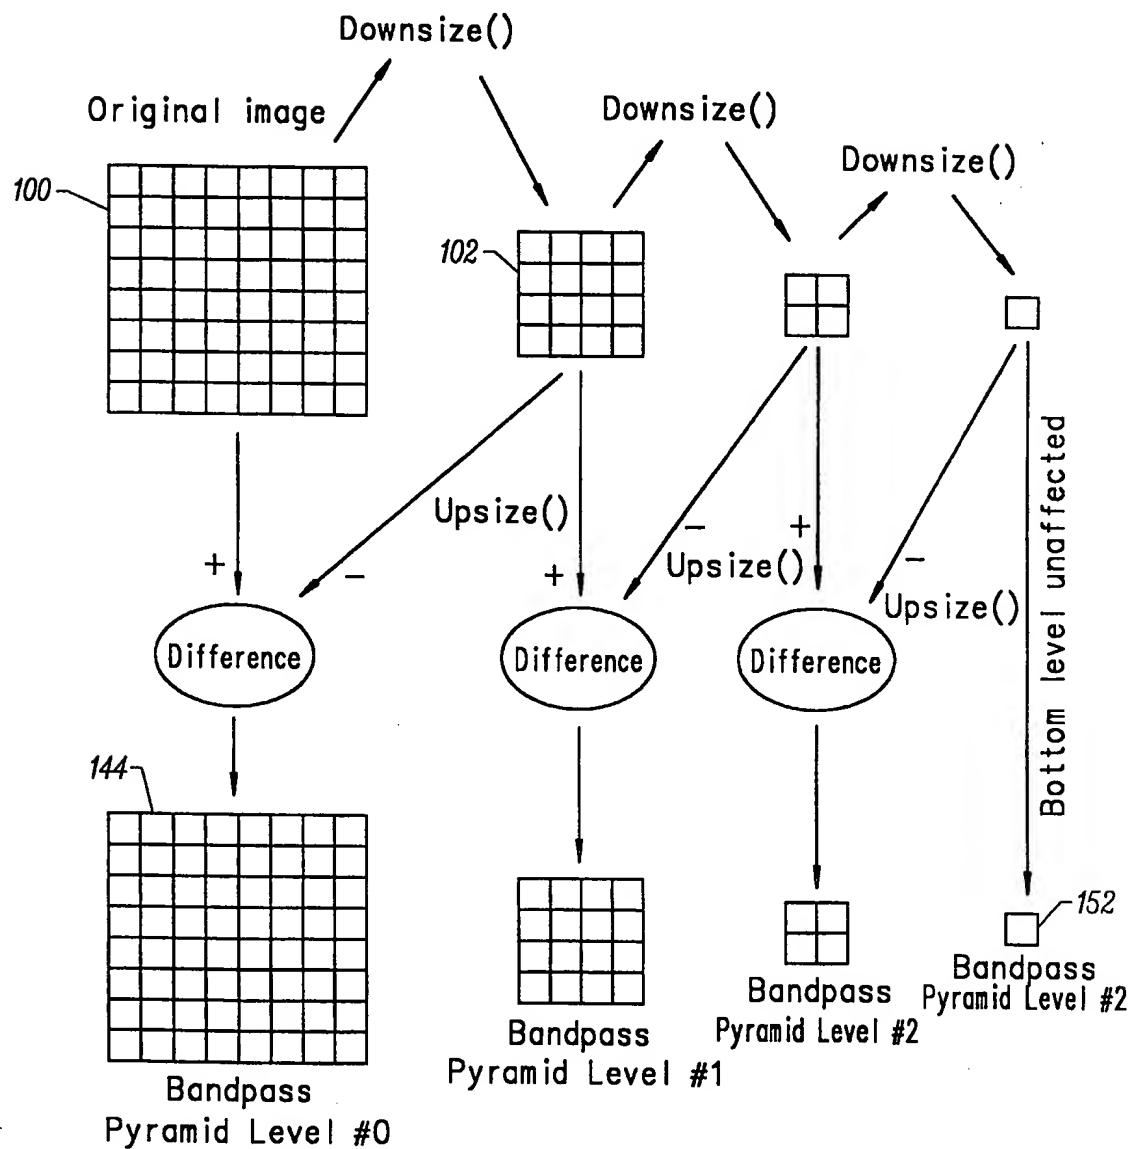 Downsize()
Original image
Downsize()
Downsize()
100
102
Upsize()
+
−
+
−
Upsize()
+
−
Upsize()
Bottom level unaffected
Difference
Difference
Difference
144
152
Bandpass
Pyramid Level #0
Bandpass
Pyramid Level #1
Bandpass
Pyramid Level #2
Bandpass
Pyramid Level #2